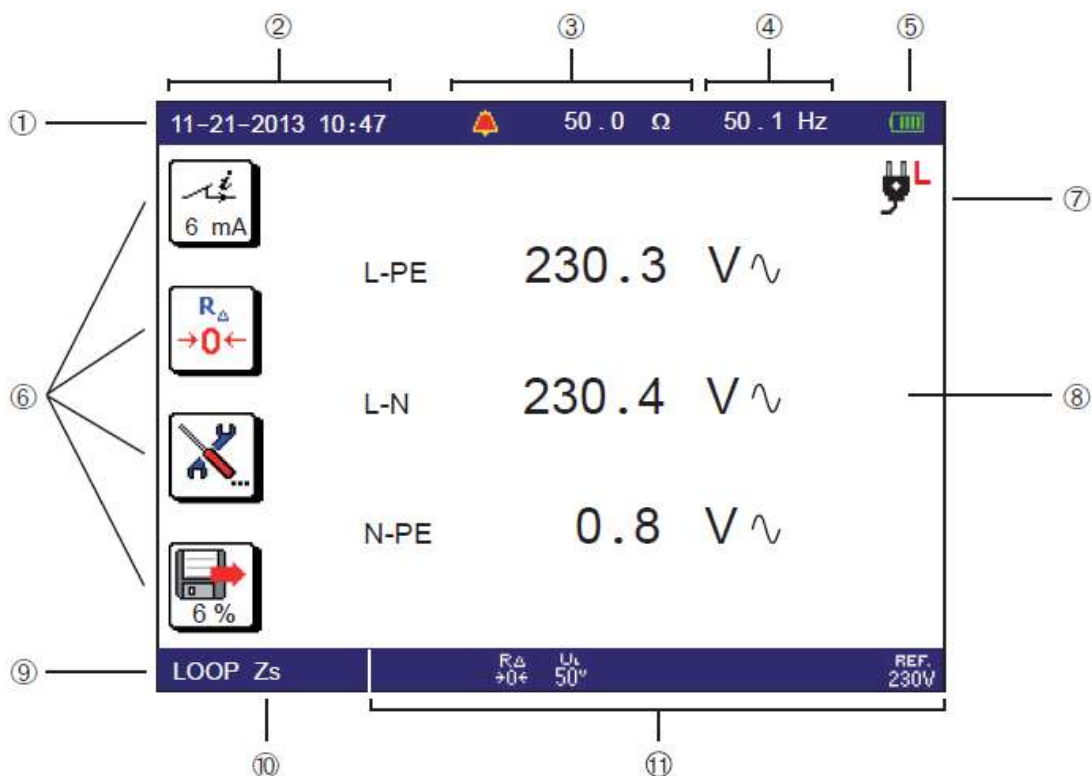 ② ③ ④ ⑤
① 11-21-2013 10:47 50.0 Ω 50.1 Hz
L ⑦
i
6 mA
L-PE 230.3 V
R△
→0←
⑥ L-N 230.4 V ⑧
...
N-PE 0.8 V
6 %
⑨ LOOP Zs R△ →0← UL 50V REF. 230V
⑩ ⑪